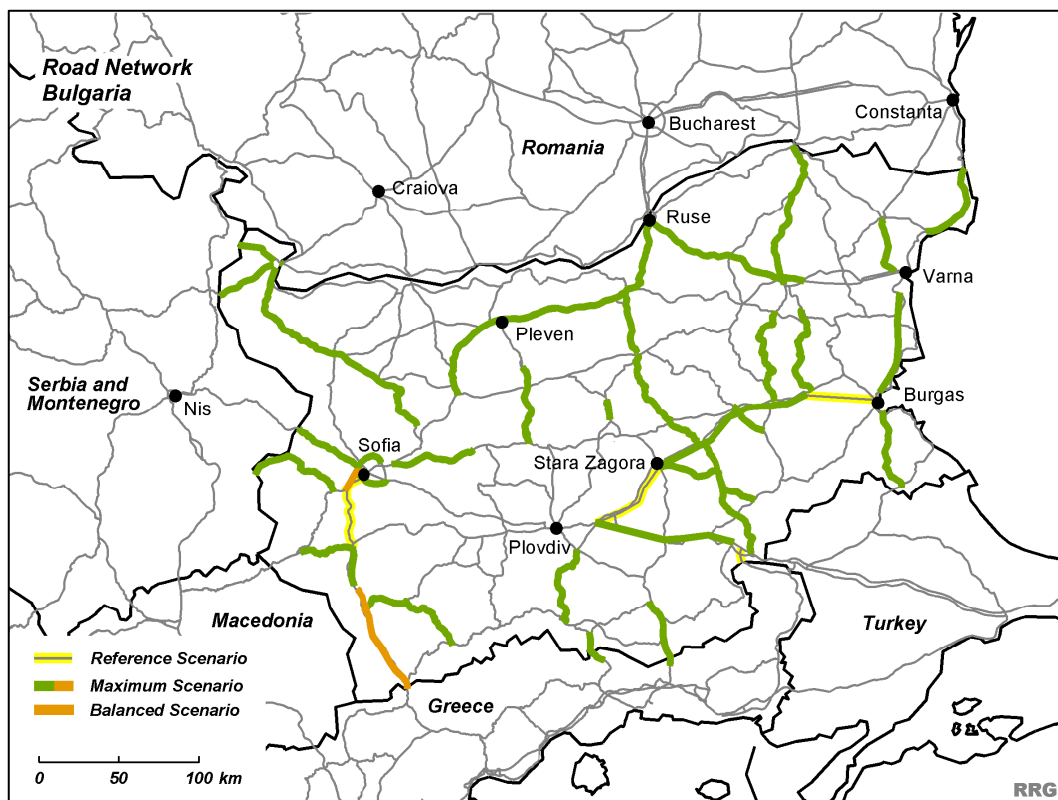 Road Network
Bulgaria
Constanta
Bucharest
Romania
Craiova
Ruse
Varna
Pleven
Serbia and
Montenegro
Nis
Burgas
Sofia
Stara Zagora
Plovdiv
Macedonia
Turkey
Reference Scenario
Maximum Scenario
Balanced Scenario
Greece
0 50 100 km
RRG